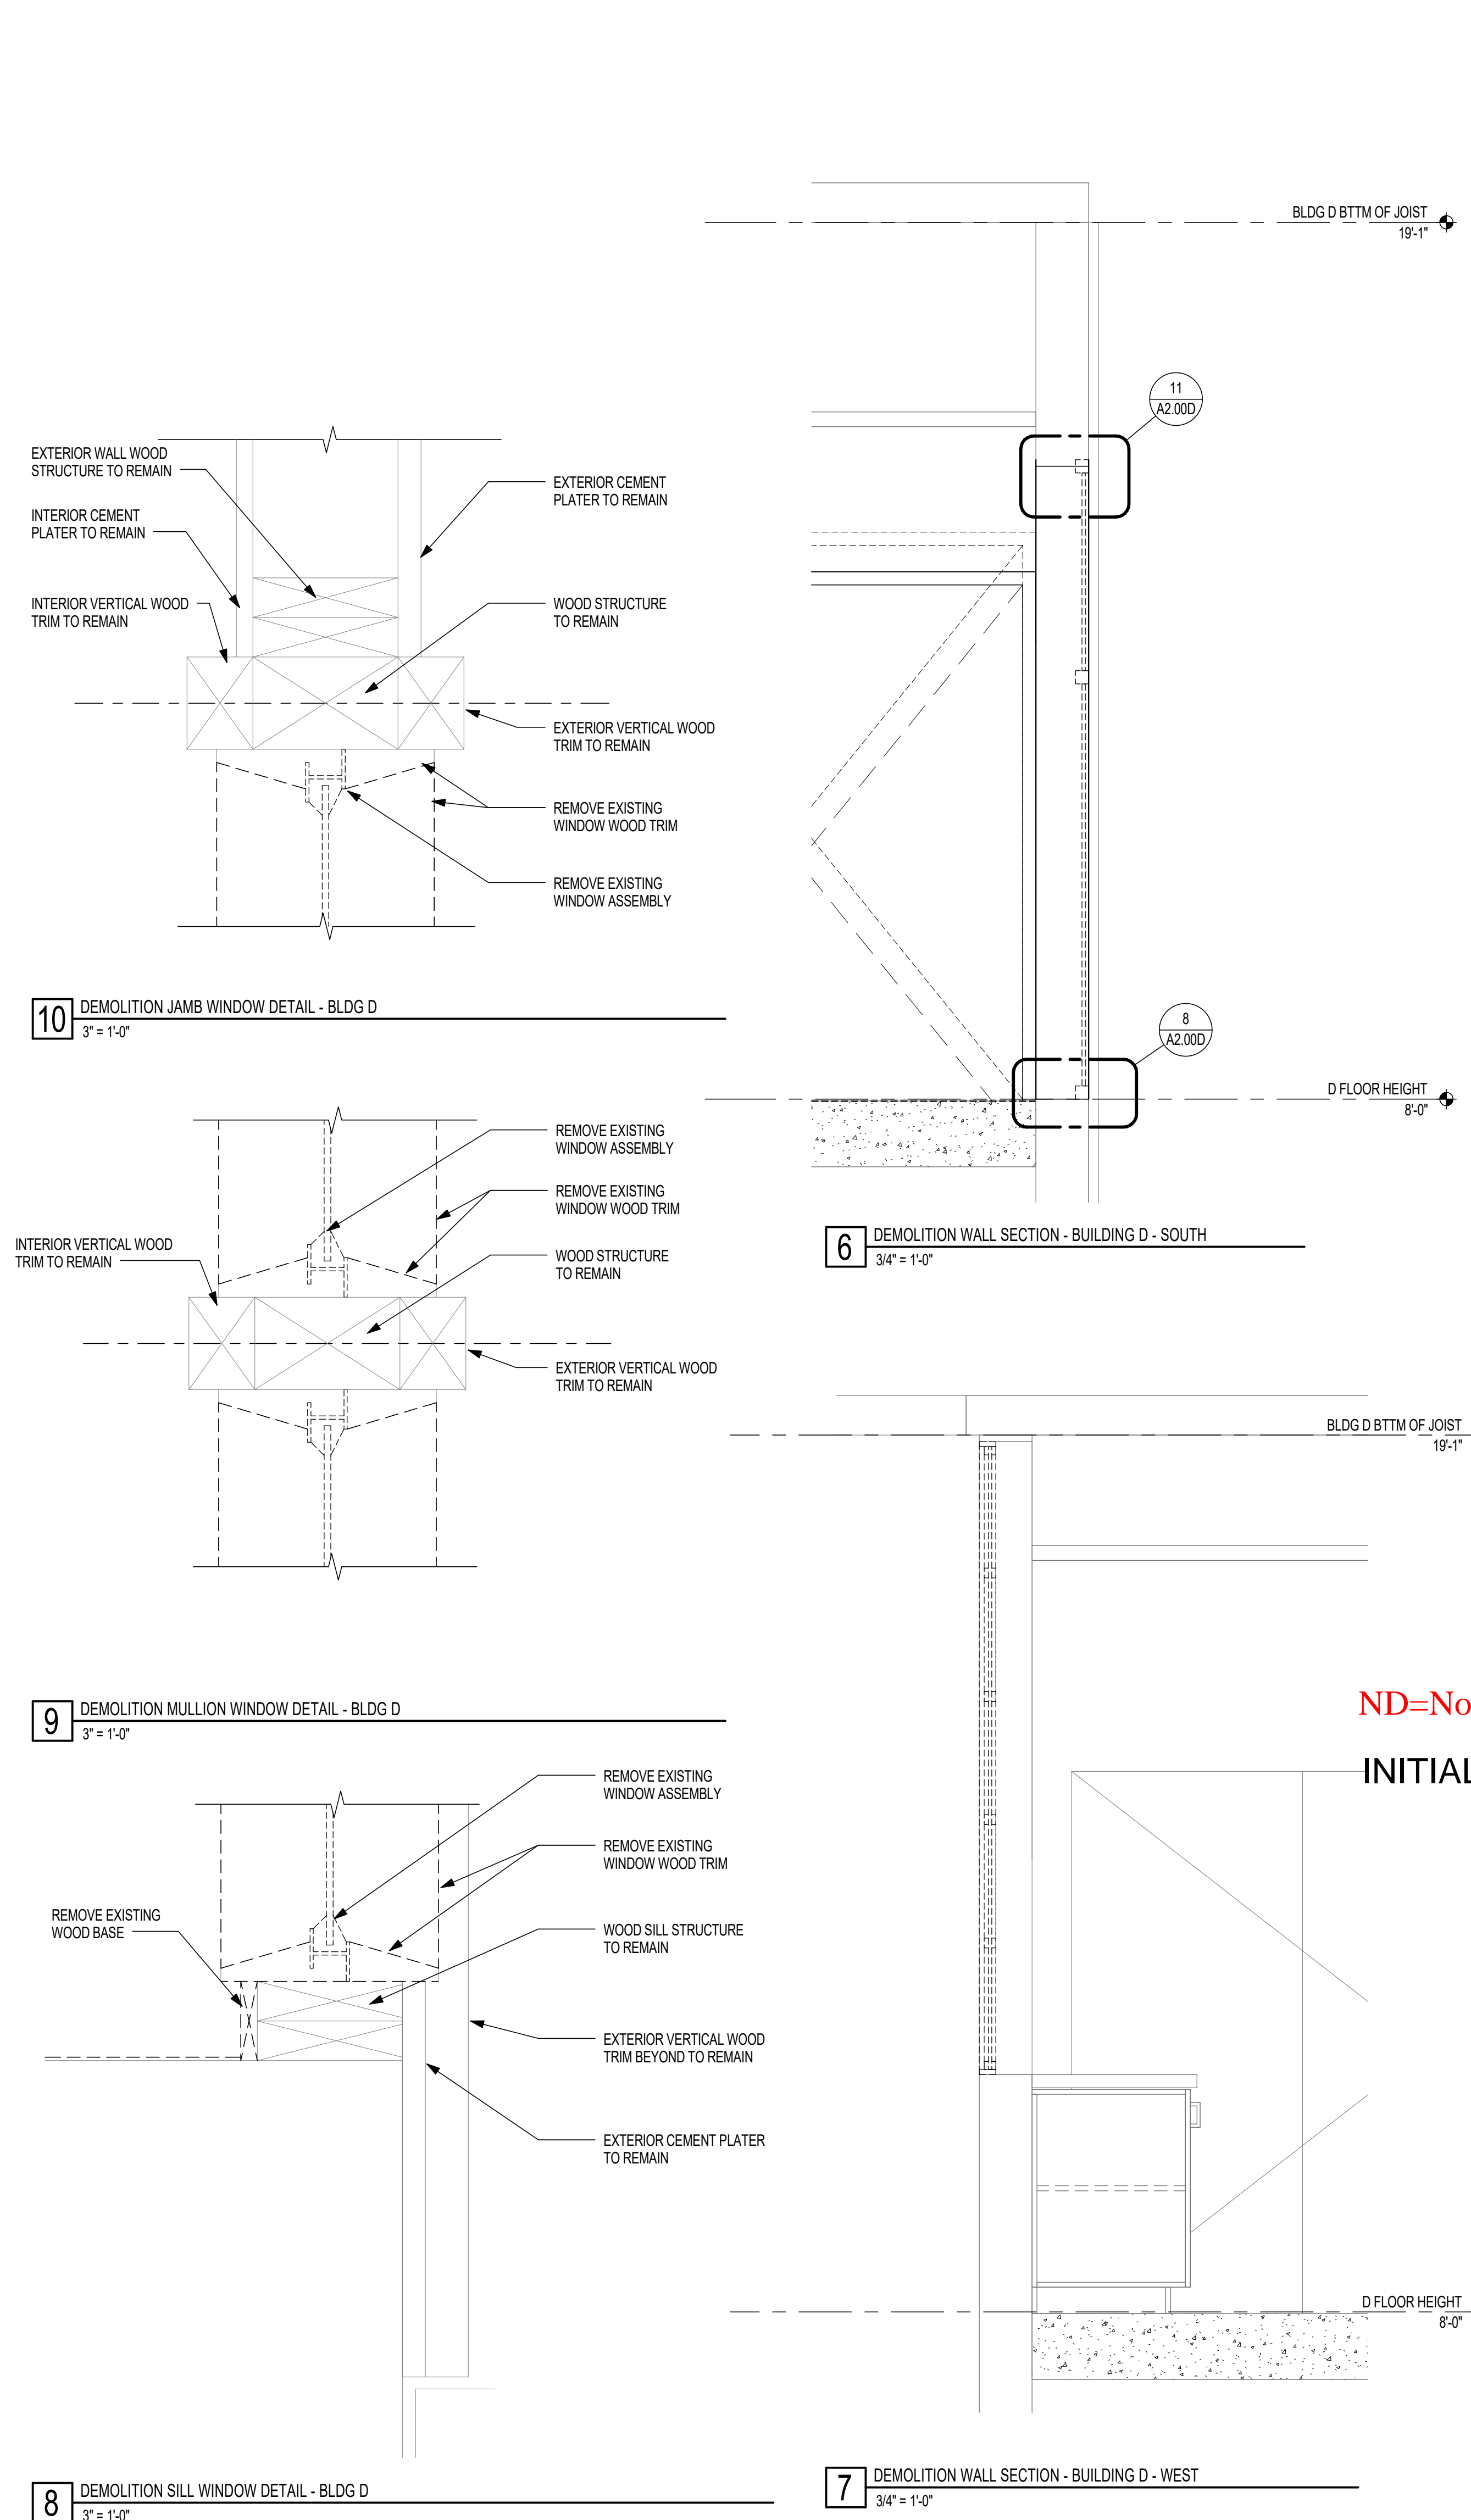 BLDG D BTTM OF JOIST
19'-1"
11
A2.00D
EXTERIOR WALL WOOD
STRUCTURE TO REMAIN
EXTERIOR CEMENT
PLATER TO REMAIN
INTERIOR CEMENT
PLATER TO REMAIN
INTERIOR VERTICAL WOOD
TRIM TO REMAIN
WOOD STRUCTURE
TO REMAIN
EXTERIOR VERTICAL WOOD
TRIM TO REMAIN
REMOVE EXISTING
WINDOW WOOD TRIM
REMOVE EXISTING
WINDOW ASSEMBLY
10
DEMOLITION JAMB WINDOW DETAIL - BLDG D
3" = 1'-0"
8
A2.00D
D FLOOR HEIGHT
8'-0"
6
DEMOLITION WALL SECTION - BUILDING D - SOUTH
3/4" = 1'-0"
REMOVE EXISTING
WINDOW ASSEMBLY
REMOVE EXISTING
WINDOW WOOD TRIM
INTERIOR VERTICAL WOOD
TRIM TO REMAIN
WOOD STRUCTURE
TO REMAIN
EXTERIOR VERTICAL WOOD
TRIM TO REMAIN
9
DEMOLITION MULLION WINDOW DETAIL - BLDG D
3" = 1'-0"
BLDG D BTTM OF JOIST
19'-1"
ND=No
INITIAL
REMOVE EXISTING
WINDOW ASSEMBLY
REMOVE EXISTING
WINDOW WOOD TRIM
REMOVE EXISTING
WOOD BASE
WOOD SILL STRUCTURE
TO REMAIN
EXTERIOR VERTICAL WOOD
TRIM BEYOND TO REMAIN
EXTERIOR CEMENT PLATER
TO REMAIN
D FLOOR HEIGHT
8'-0"
8
DEMOLITION SILL WINDOW DETAIL - BLDG D
3" = 1'-0"
7
DEMOLITION WALL SECTION - BUILDING D - WEST
3/4" = 1'-0"